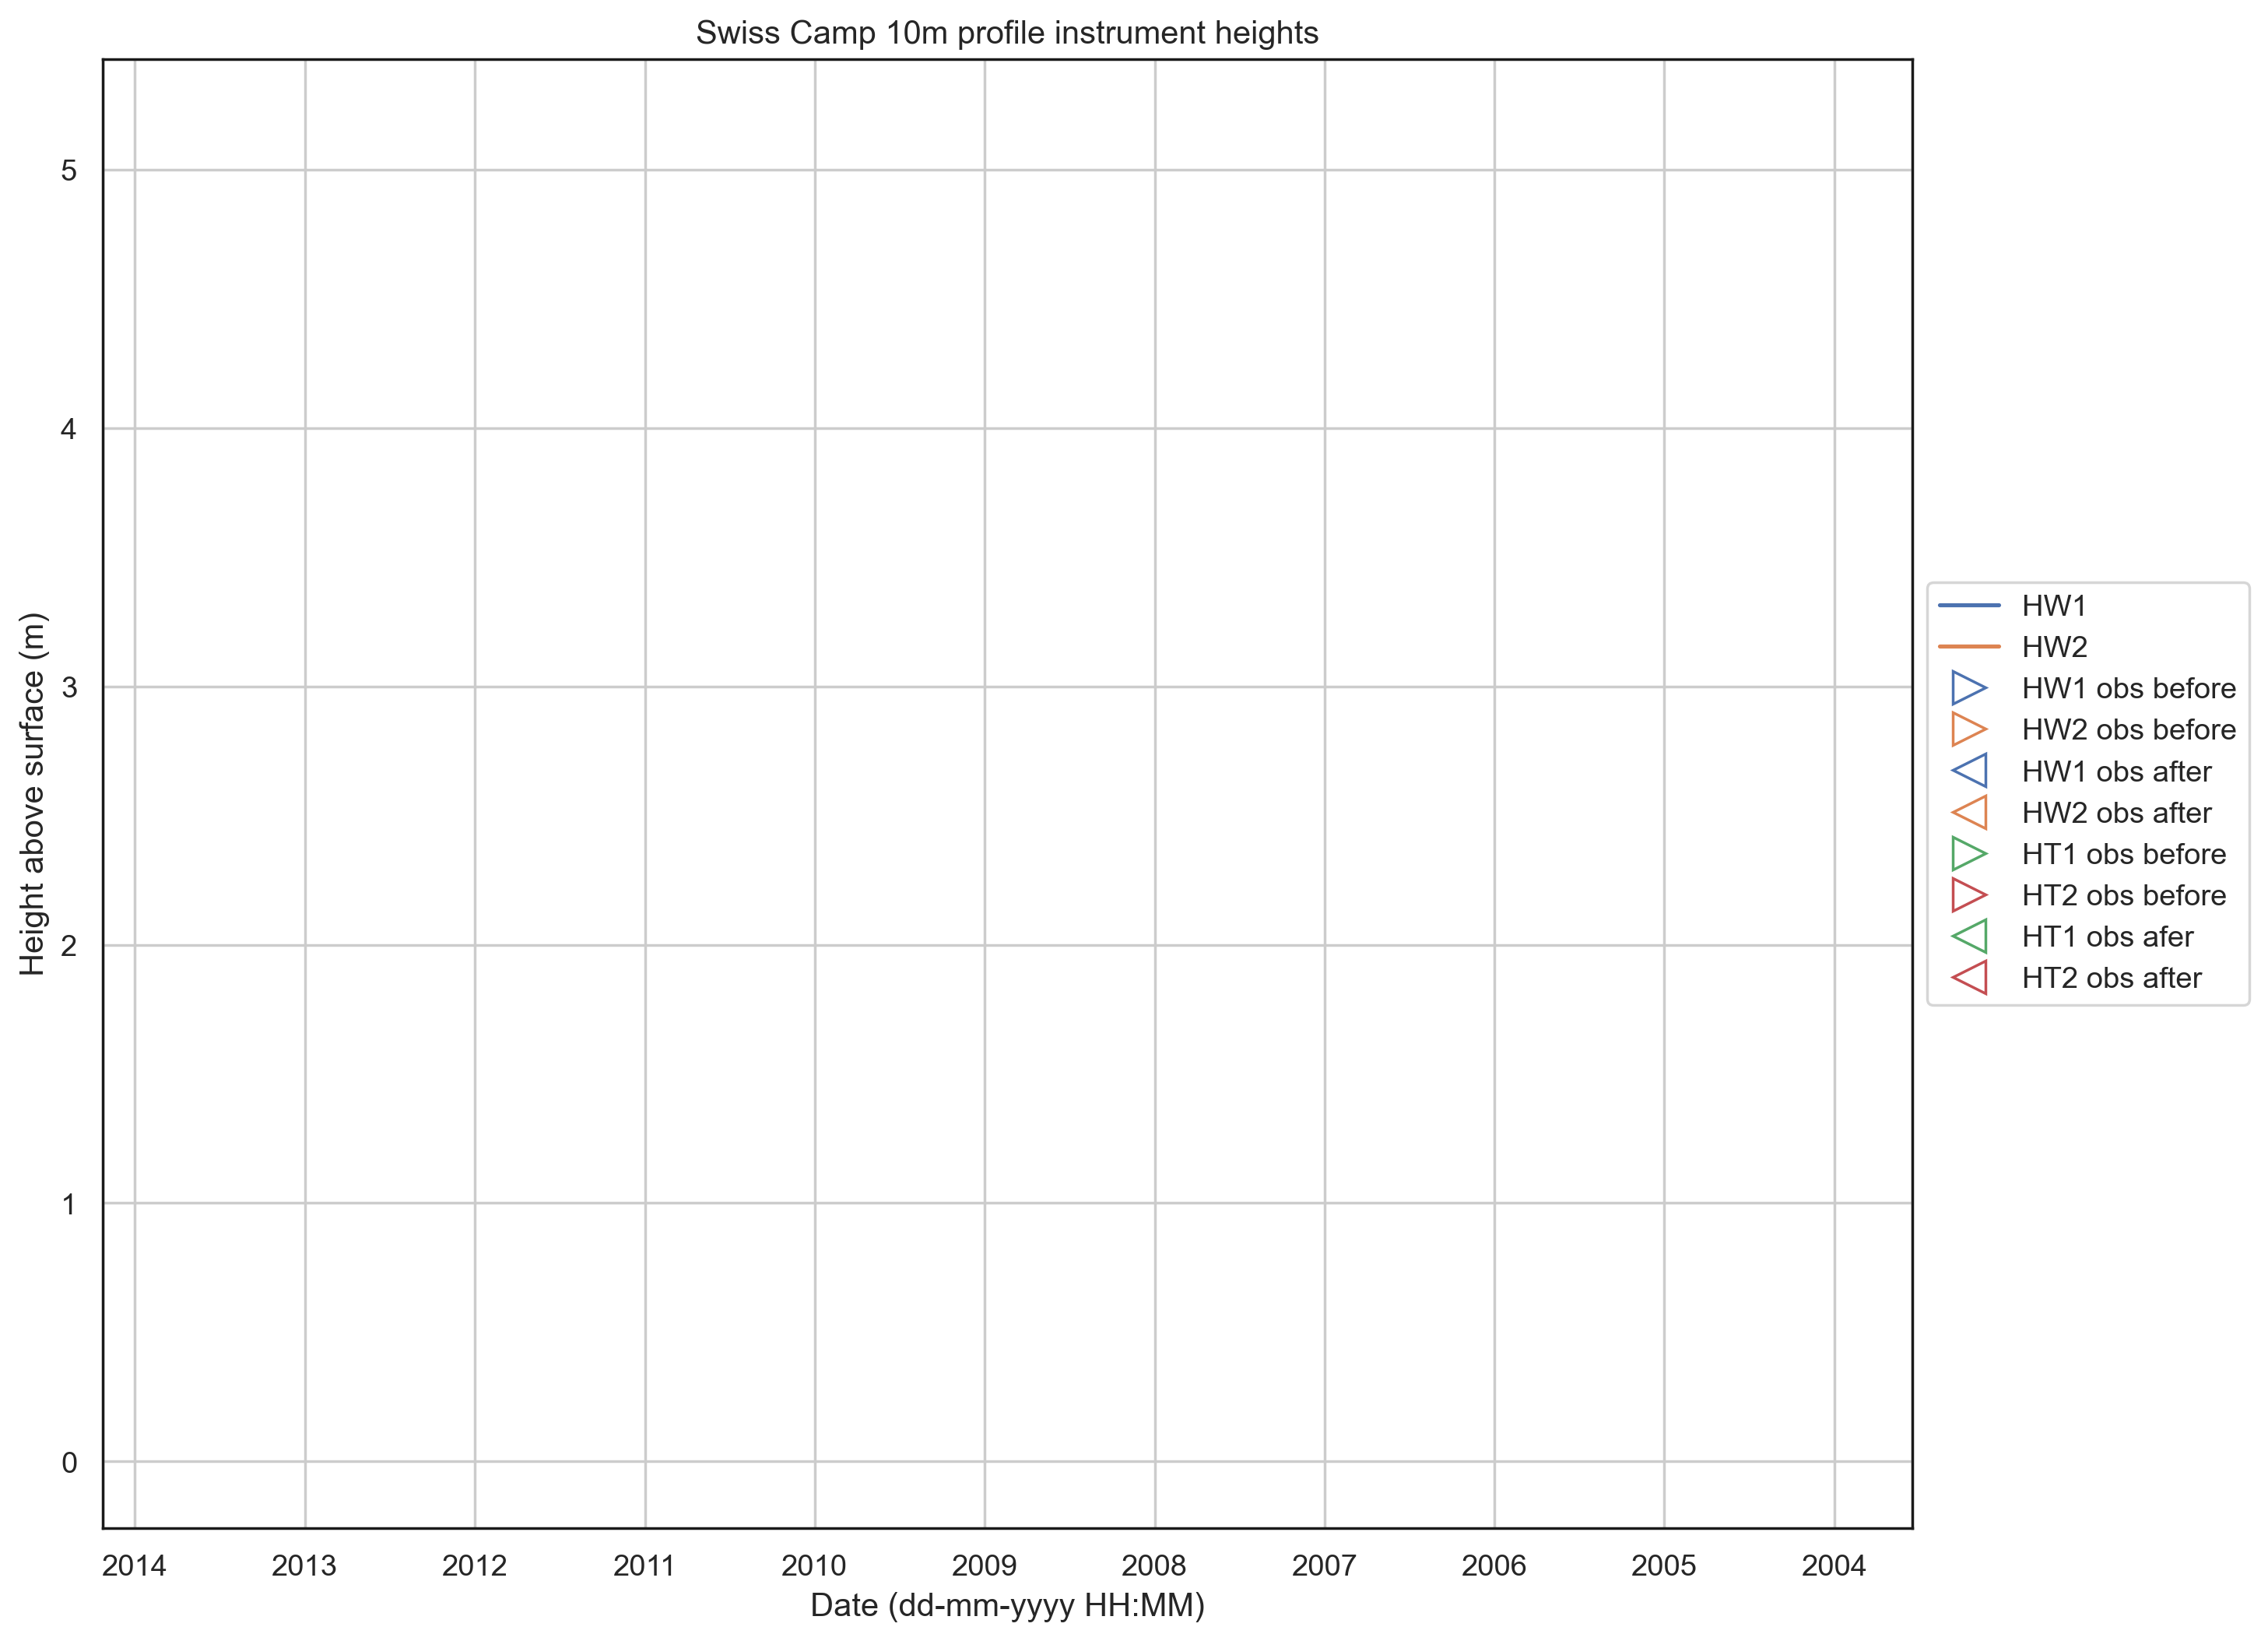 Swiss Camp 10m profile instrument heights
Height above surface (m)
5
4
3
2
1
0
2014 2013 2012 2011 2010 2009 2008 2007 2006 2005 2004
Date (dd-mm-yyyy HH:MM)
HW1
HW2
HW1 obs before
HW2 obs before
HW1 obs after
HW2 obs after
HT1 obs before
HT2 obs before
HT1 obs afer
HT2 obs after